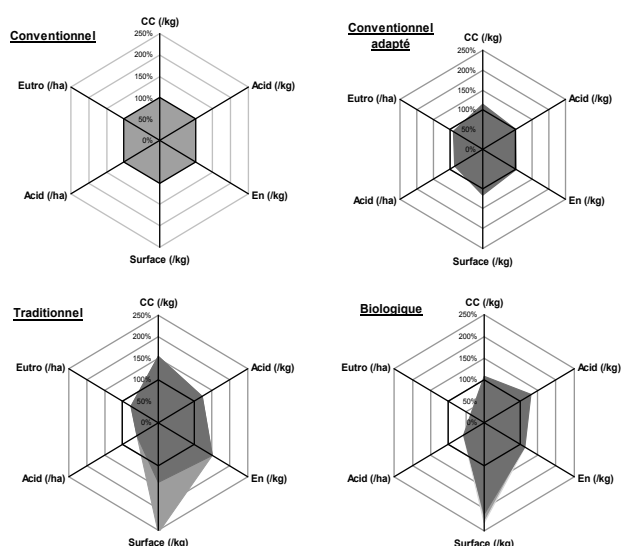 Conventionnel
CC (/kg)
250%
200%
150%
100%
50%
0%
Eutro (/ha)
Acid (/kg)
Acid (/ha)
En (/kg)
Surface (/kg)
Conventionnel
adapté
CC (/kg)
250%
200%
150%
100%
50%
0%
Eutro (/ha)
Acid (/kg)
Acid (/ha)
En (/kg)
Surface (/kg)
Traditionnel
CC (/kg)
250%
200%
150%
100%
50%
0%
Eutro (/ha)
Acid (/kg)
Acid (/ha)
En (/kg)
Surface (/kg)
Biologique
CC (/kg)
250%
200%
150%
100%
50%
0%
Eutro (/ha)
Acid (/kg)
Acid (/ha)
En (/kg)
Surface (/kg)